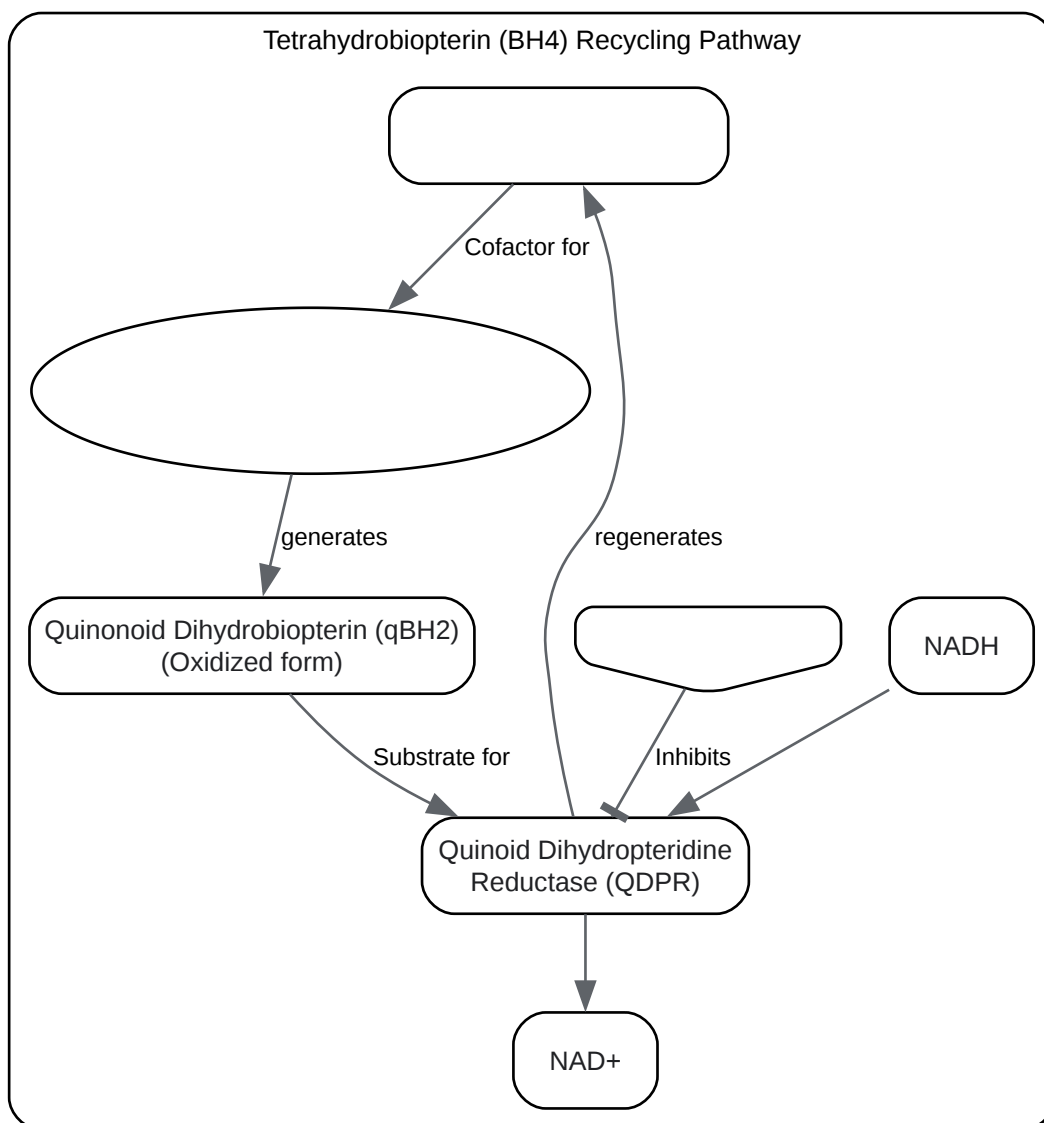 Tetrahydrobiopterin (BH4) Recycling Pathway
Cofactor for
generates
regenerates
Quinonoid Dihydrobiopterin (qBH2)
(Oxidized form)
NADH
Substrate for
Inhibits
Quinoid Dihydropteridine
Reductase (QDPR)
NAD+